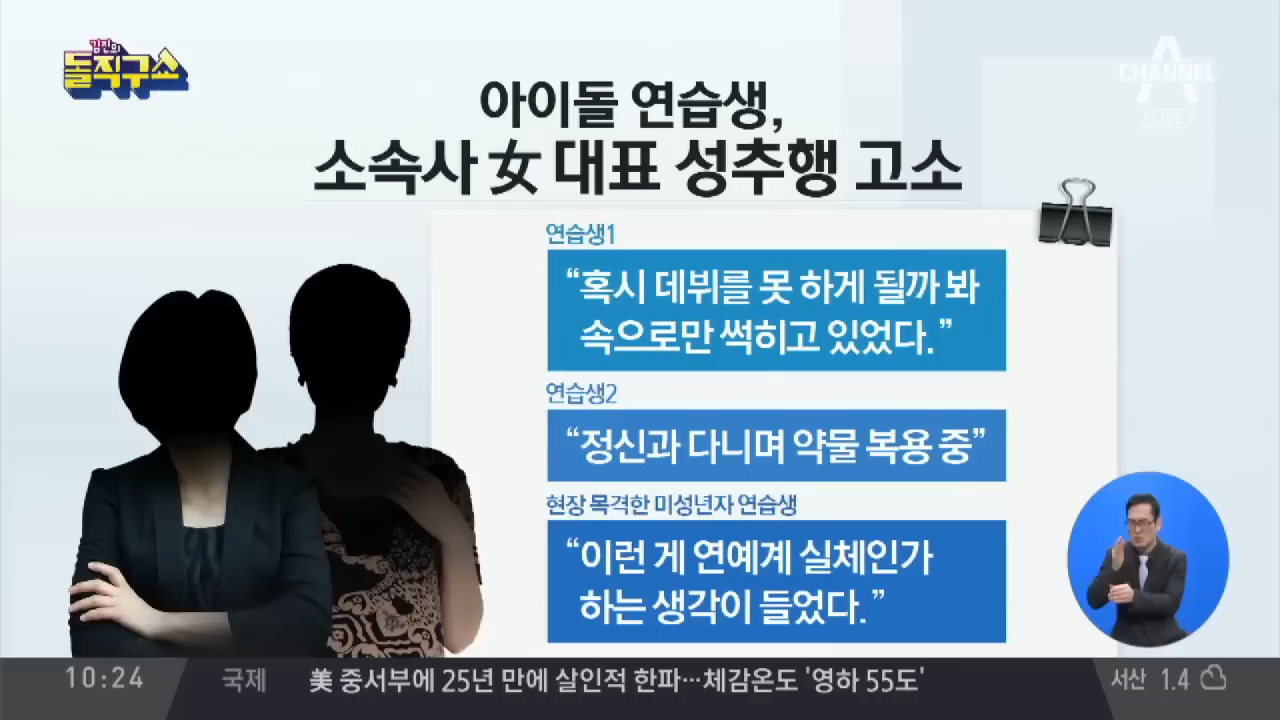 김진의
돌직구쇼
CHANNEL A
LIVE
아이돌 연습생,
소속사 女 대표 성추행 고소
연습생1
“혹시 데뷔를 못 하게 될까 봐
속으로만 썩히고 있었다.”
연습생2
“정신과 다니며 약물 복용 중”
현장 목격한 미성년자 연습생
“이런 게 연예계 실체인가
하는 생각이 들었다.”
10:24 국제 美 중서부에 25년 만에 살인적 한파…체감온도 '영하 55도' 서산 1.4